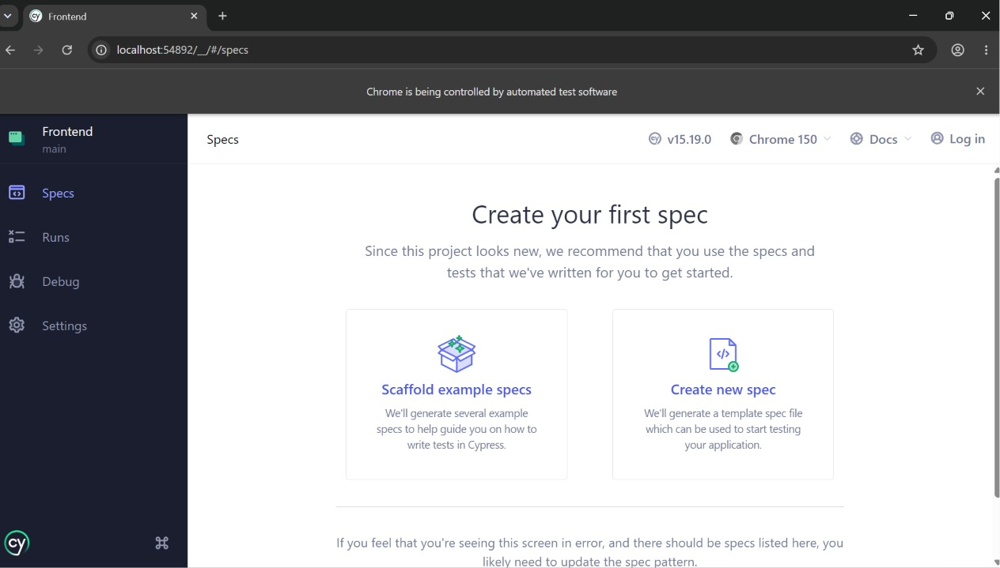 Frontend
localhost:54892/__/#/specs
Chrome is being controlled by automated test software
Frontend
main
Specs
v15.19.0
Chrome 150
Docs
Log in
Specs
Runs
Debug
Settings
Create your first spec
Since this project looks new, we recommend that you use the specs and
tests that we've written for you to get started.
Scaffold example specs
We'll generate several example
specs to help guide you on how to
write tests in Cypress.
Create new spec
We'll generate a template spec file
which can be used to start testing
your application.
If you feel that you're seeing this screen in error, and there should be specs listed here, you
likely need to update the spec pattern.
cy